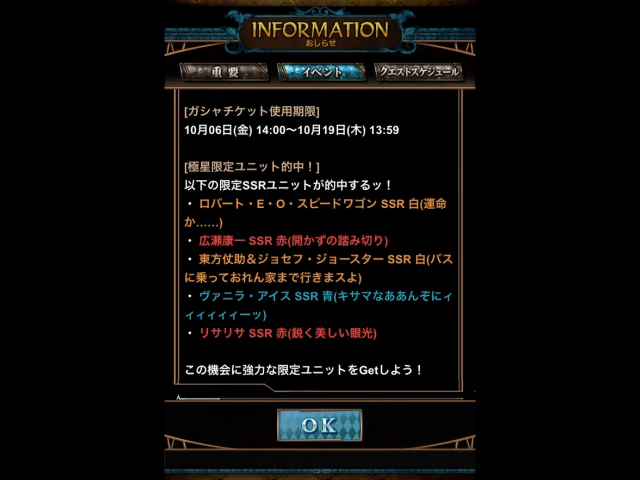 INFORMATION
おしらせ
重要 イベント クエストスケジュール
[ガシャチケット使用期限]
10月06日(金) 14:00〜10月19日(木) 13:59
[極星限定ユニット的中！]
以下の限定SSRユニットが的中するッ！
・ ロバート・E・O・スピードワゴン SSR 白(運命
か……)
・ 広瀬康一 SSR 赤(開かずの踏み切り)
・ 東方仗助＆ジョセフ・ジョースター SSR 白(バス
に乗っておれん家まで行きまスよ)
・ ヴァニラ・アイス SSR 青(キサマなああんぞにィ
ィィィィィーッ)
・ リサリサ SSR 赤(鋭く美しい眼光)
この機会に強力な限定ユニットをGetしよう！
OK